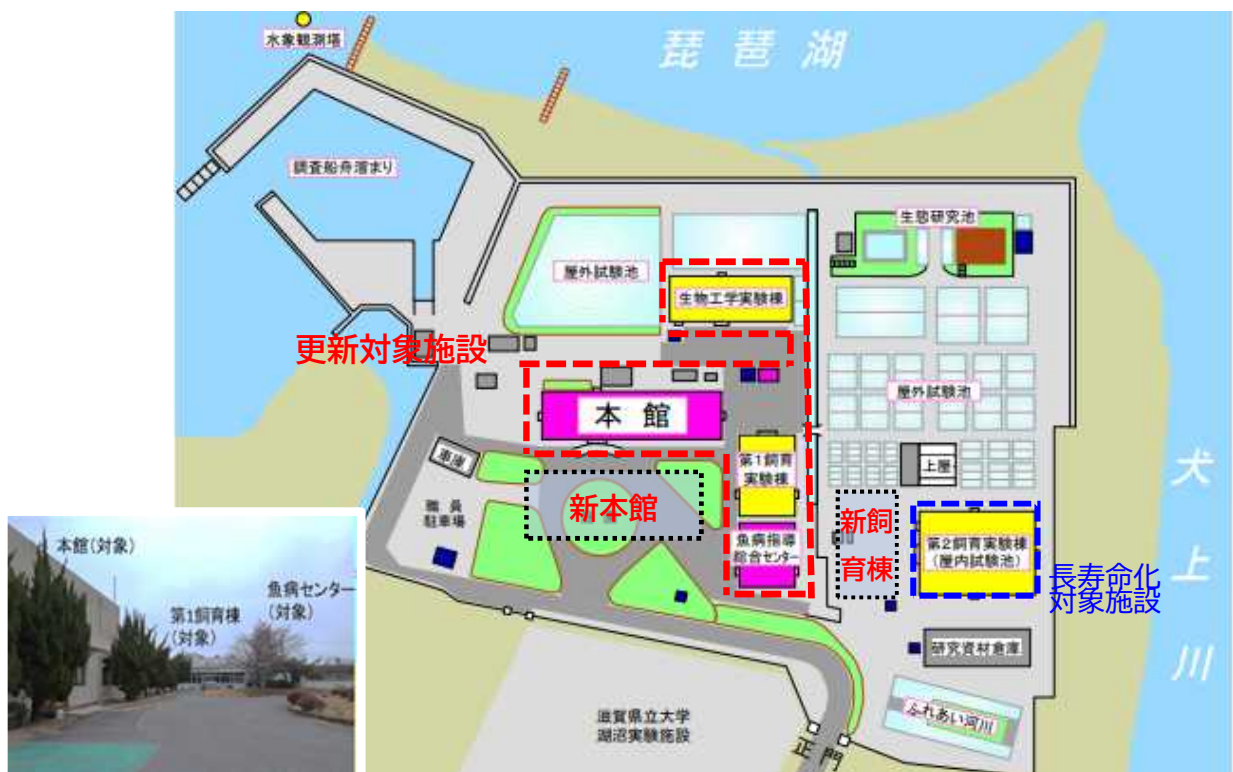 水象観測塔
琵琶湖
調査船舟溜まり
生態研究池
屋外試験池
生物工学実験棟
更新対象施設
屋外試験池
本館
車庫
第1飼育
実験棟
上屋
新本館
職員
駐車場
新飼
育棟
魚病指導
総合センター
第2飼育実験棟
(屋内試験池)
長寿命化
対象施設
犬上川
研究資材倉庫
ふれあい河川
滋賀県立大学
湖沼実験施設
正門
本館(対象)
魚病センター
(対象)
第1飼育棟
(対象)